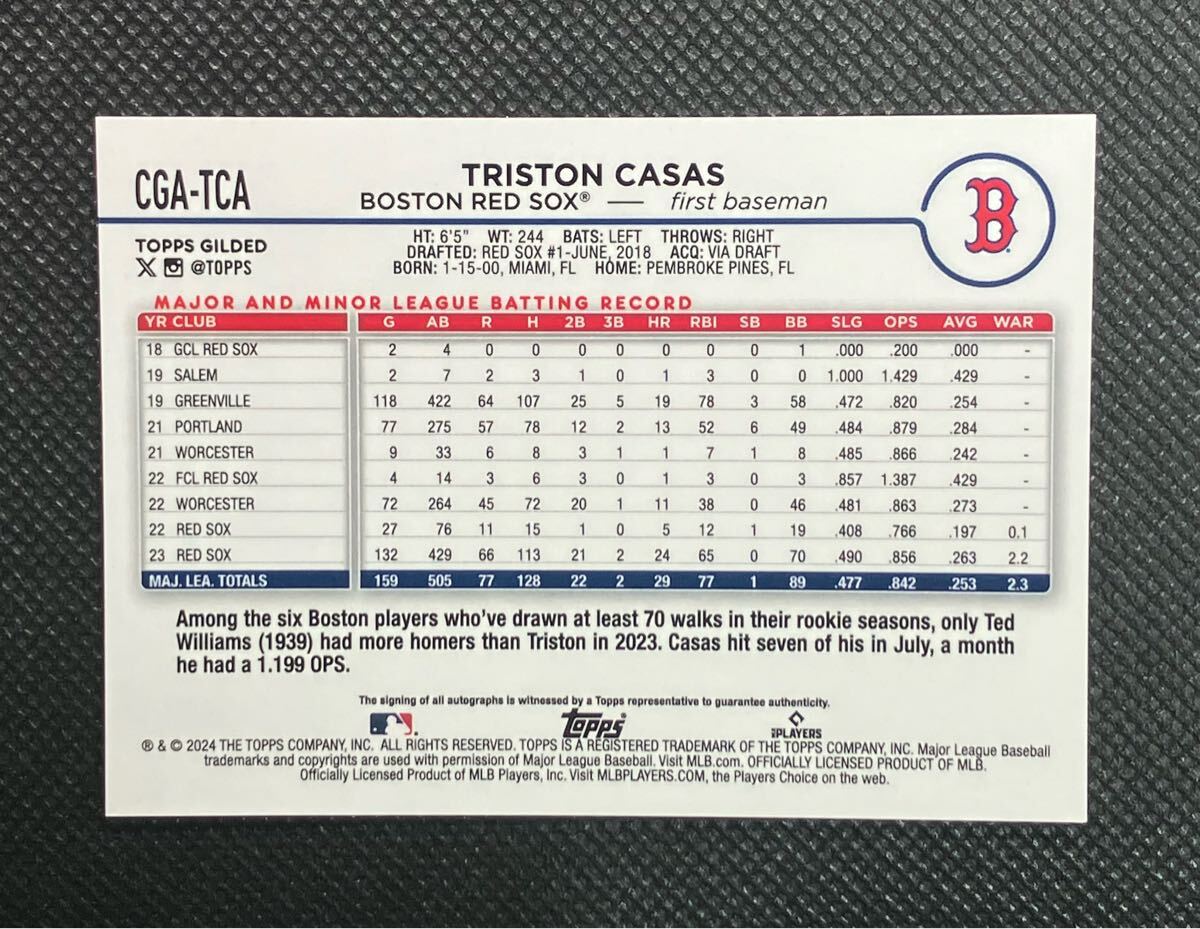 CGA-TCA
TRISTON CASAS
BOSTON RED SOX® — first baseman
B
TOPPS GILDED
@TOPPS
HT: 6'5" WT: 244 BATS: LEFT THROWS: RIGHT
DRAFTED: RED SOX #1-JUNE, 2018 ACQ: VIA DRAFT
BORN: 1-15-00, MIAMI, FL HOME: PEMBROKE PINES, FL
MAJOR AND MINOR LEAGUE BATTING RECORD
YR CLUB G AB R H 2B 3B HR RBI SB BB SLG OPS AVG WAR
18 GCL RED SOX 2 4 0 0 0 0 0 0 0 1 .000 .200 .000 -
19 SALEM 2 7 2 3 1 0 1 3 0 0 1.000 1.429 .429 -
19 GREENVILLE 118 422 64 107 25 5 19 78 3 58 .472 .820 .254 -
21 PORTLAND 77 275 57 78 12 2 13 52 6 49 .484 .879 .284 -
21 WORCESTER 9 33 6 8 3 1 1 7 1 8 .485 .866 .242 -
22 FCL RED SOX 4 14 3 6 3 0 1 3 0 3 .857 1.387 .429 -
22 WORCESTER 72 264 45 72 20 1 11 38 0 46 .481 .863 .273 -
22 RED SOX 27 76 11 15 1 0 5 12 1 19 .408 .766 .197 0.1
23 RED SOX 132 429 66 113 21 2 24 65 0 70 .490 .856 .263 2.2
MAJ. LEA. TOTALS 159 505 77 128 22 2 29 77 1 89 .477 .842 .253 2.3
Among the six Boston players who've drawn at least 70 walks in their rookie seasons, only Ted
Williams (1939) had more homers than Triston in 2023. Casas hit seven of his in July, a month
he had a 1.199 OPS.
The signing of all autographs is witnessed by a Topps representative to guarantee authenticity.
Topps PLAYERS
® & © 2024 THE TOPPS COMPANY, INC. ALL RIGHTS RESERVED. TOPPS IS A REGISTERED TRADEMARK OF THE TOPPS COMPANY, INC. Major League Baseball
trademarks and copyrights are used with permission of Major League Baseball. Visit MLB.com. OFFICIALLY LICENSED PRODUCT OF MLB.
Officially Licensed Product of MLB Players, Inc. Visit MLBPLAYERS.COM, the Players Choice on the web.